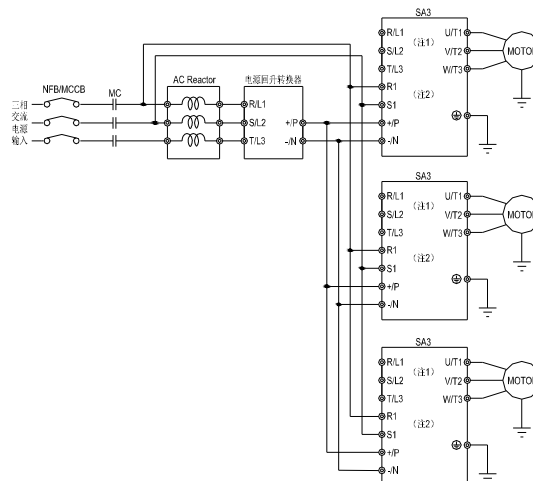 三相
交流
电源
输入
NFB/MCCB
MC
AC Reactor
电源回升转换器
R/L1
S/L2
T/L3
+/P
-/N
SA3
R/L1
S/L2
T/L3
R1
S1
+/P
-/N
(注1)
(注2)
U/T1
V/T2
W/T3
MOTOR
SA3
R/L1
S/L2
T/L3
R1
S1
+/P
-/N
(注1)
(注2)
U/T1
V/T2
W/T3
MOTOR
SA3
R/L1
S/L2
T/L3
R1
S1
+/P
-/N
(注1)
(注2)
U/T1
V/T2
W/T3
MOTOR